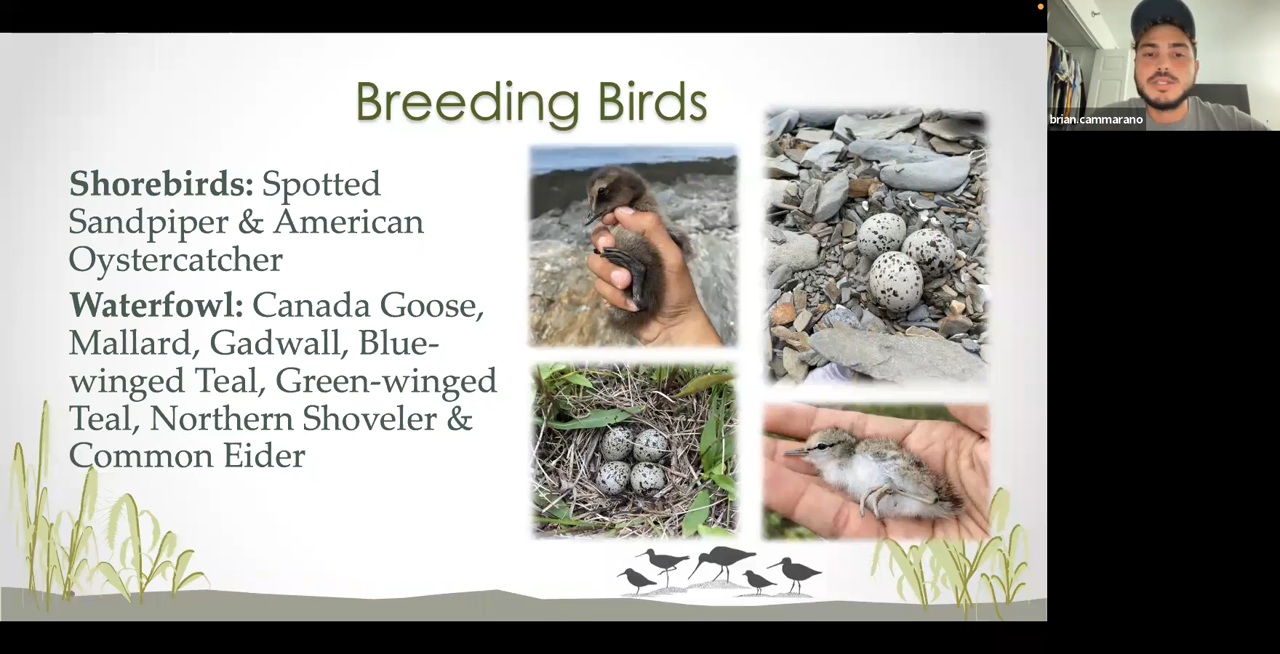 Breeding Birds
Shorebirds: Spotted
Sandpiper & American
Oystercatcher
Waterfowl: Canada Goose,
Mallard, Gadwall, Blue-
winged Teal, Green-winged
Teal, Northern Shoveler &
Common Eider
brian.cammarano